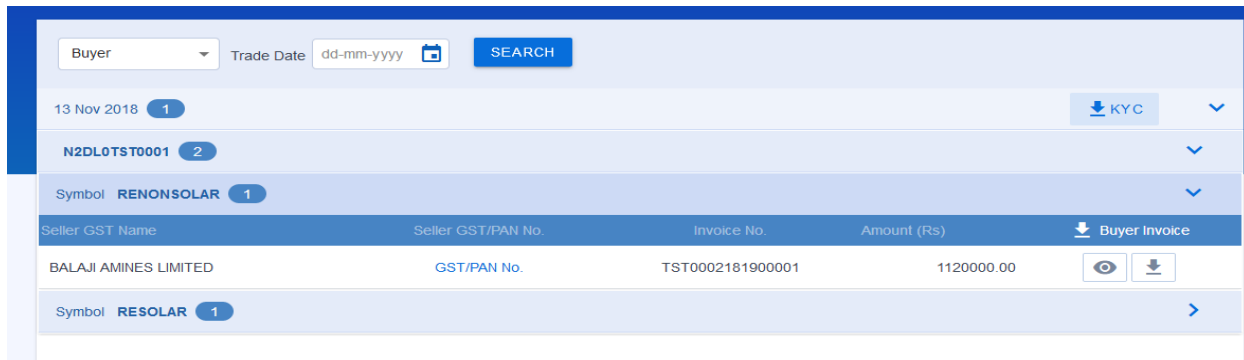 Buyer Trade Date dd-mm-yyyy SEARCH
13 Nov 2018 1 KYC
N2DL0TST0001 2
Symbol RENONSOLAR 1
Seller GST Name Seller GST/PAN No. Invoice No. Amount (Rs) Buyer Invoice
BALAJI AMINES LIMITED GST/PAN No. TST0002181900001 1120000.00
Symbol RESOLAR 1